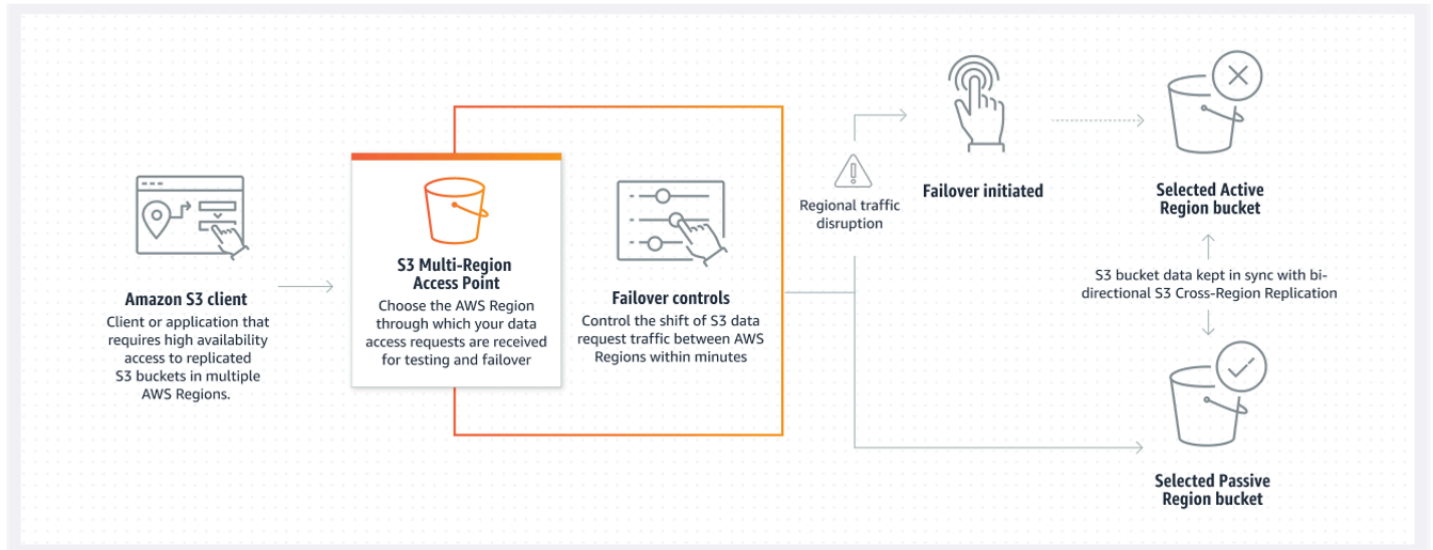 Amazon S3 client
Client or application that
requires high availability
access to replicated
S3 buckets in multiple
AWS Regions.
S3 Multi-Region
Access Point
Choose the AWS Region
through which your data
access requests are received
for testing and failover
Failover controls
Control the shift of S3 data
request traffic between AWS
Regions within minutes
Regional traffic
disruption
Failover initiated
Selected Active
Region bucket
S3 bucket data kept in sync with bi-
directional S3 Cross-Region Replication
Selected Passive
Region bucket